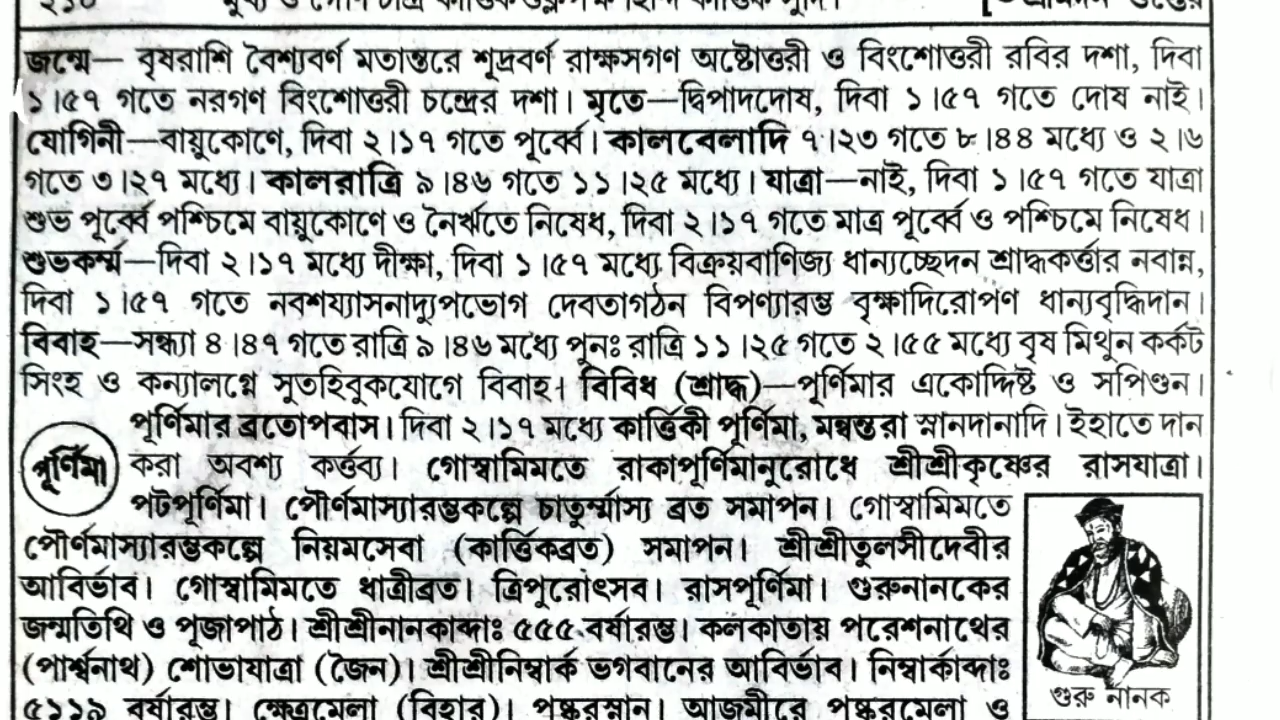 ২১০ মুখ্য ও গৌণ চান্দ্র কার্ত্তিক শুক্লপক্ষ
জন্মে— বৃষরাশি বৈশ্যবর্ণ মতান্তরে শূদ্রবর্ণ রাক্ষসগণ অষ্টোত্তরী ও বিংশোত্তরী রবির দশা, দিবা
১।৫৭ গতে নরগণ বিংশোত্তরী চন্দ্রের দশা। মৃতে—দ্বিপাদদোষ, দিবা ১।৫৭ গতে দোষ নাই।
যোগিনী—বায়ুকোণে, দিবা ২।১৭ গতে পূর্ব্বে। কালবেলাদি ৭।২৩ গতে ৮।৪৪ মধ্যে ও ২।৬
গতে ৩।২৭ মধ্যে। কালরাত্রি ৯।৪৬ গতে ১১।২৫ মধ্যে। যাত্রা—নাই, দিবা ১।৫৭ গতে যাত্রা
শুভ পূর্ব্বে পশ্চিমে বায়ুকোণে ও নৈর্ঋতে নিষেধ, দিবা ২।১৭ গতে মাত্র পূর্ব্বে ও পশ্চিমে নিষেধ।
শুভকর্ম্ম—দিবা ২।১৭ মধ্যে দীক্ষা, দিবা ১।৫৭ মধ্যে বিক্রয়বাণিজ্য ধান্যচ্ছেদন শ্রাদ্ধকর্ত্তার নবান্ন,
দিবা ১।৫৭ গতে নবশয্যাসনাদ্যুপভোগ দেবতাগঠন বিপণ্যারম্ভ বৃক্ষাদিরোপণ ধান্যবৃদ্ধিদান।
বিবাহ—সন্ধ্যা ৪।৪৭ গতে রাত্রি ৯।৪৬ মধ্যে পুনঃ রাত্রি ১১।২৫ গতে ২।৫৫ মধ্যে বৃষ মিথুন কর্কট
সিংহ ও কন্যালগ্নে সুতহিবুকযোগে বিবাহ। বিবিধ (শ্রাদ্ধ)—পূর্ণিমার একোদ্দিষ্ট ও সপিণ্ডন।
পূর্ণিমার ব্রতোপবাস। দিবা ২।১৭ মধ্যে কার্ত্তিকী পূর্ণিমা, মন্বন্তরা স্নানদানাদি। ইহাতে দান
পূর্ণিমা করা অবশ্য কর্ত্তব্য। গোস্বামিমতে রাকাপূর্ণিমানুরোধে শ্রীশ্রীকৃষ্ণের রাসযাত্রা।
পটপূর্ণিমা। পৌর্ণমাস্যারম্ভকল্পে চাতুর্ম্মাস্য ব্রত সমাপন। গোস্বামিমতে
পৌর্ণমাস্যারম্ভকল্পে নিয়মসেবা (কার্ত্তিকব্রত) সমাপন। শ্রীশ্রীতুলসীদেবীর
আবির্ভাব। গোস্বামিমতে ধাত্রীব্রত। ত্রিপুরোৎসব। রাসপূর্ণিমা। গুরুনানকের
জন্মতিথি ও পূজাপাঠ। শ্রীশ্রীনানকাব্দাঃ ৫৫৫ বর্ষারম্ভ। কলকাতায় পরেশনাথের
(পার্শ্বনাথ) শোভাযাত্রা (জৈন)। শ্রীশ্রীনিম্বার্ক ভগবানের আবির্ভাব। নিম্বার্কাব্দাঃ
৫১১৯ বর্ষারম্ভ। ক্ষেত্রমেলা (বিহার)। পুষ্করস্নান। আজমীরে পুষ্করমেলা ও
গুরু নানক